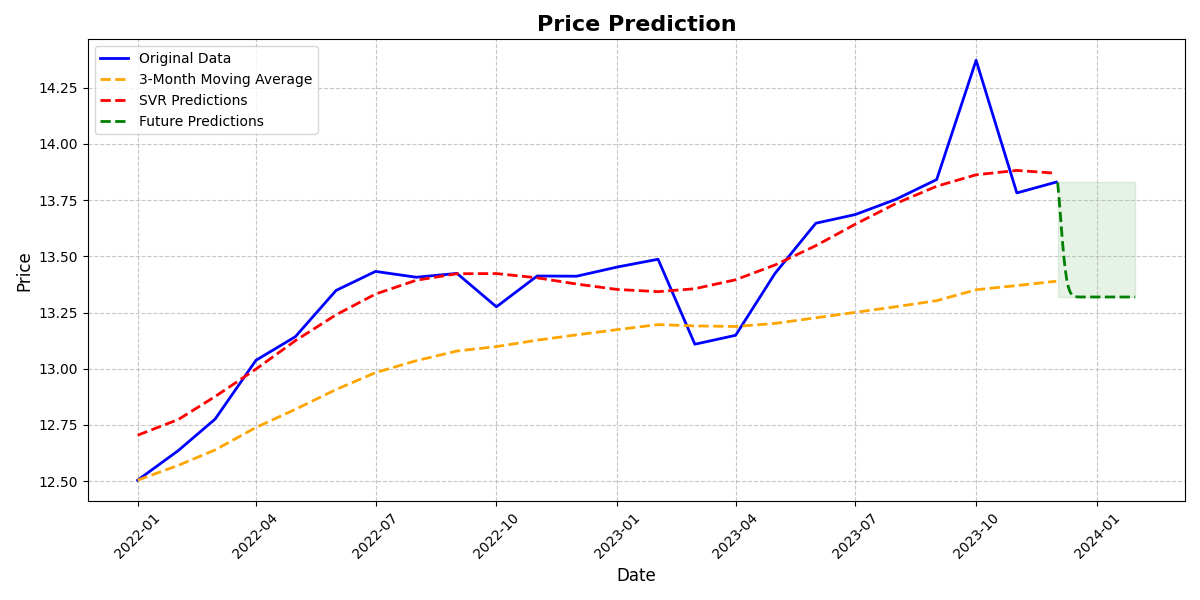 Price Prediction
Original Data
3-Month Moving Average
SVR Predictions
Future Predictions
Price
14.25
14.00
13.75
13.50
13.25
13.00
12.75
12.50
2022-01
2022-04
2022-07
2022-10
2023-01
2023-04
2023-07
2023-10
2024-01
Date